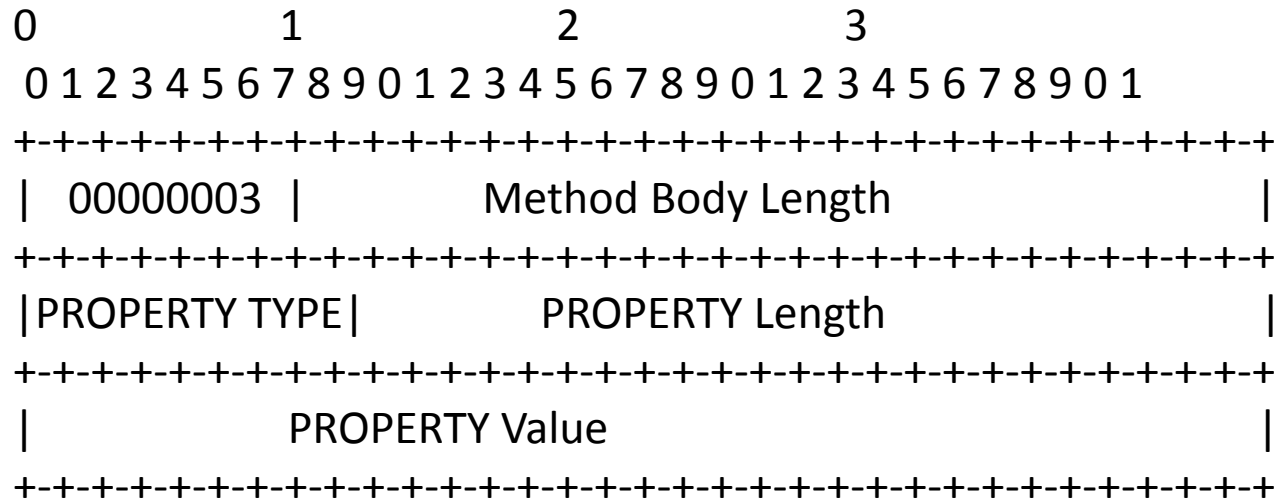 0 1 2 3
0 1 2 3 4 5 6 7 8 9 0 1 2 3 4 5 6 7 8 9 0 1 2 3 4 5 6 7 8 9 0 1
+-+-+-+-+-+-+-+-+-+-+-+-+-+-+-+-+-+-+-+-+-+-+-+-+-+-+-+-+-+-+-+-+
| 00000003 | Method Body Length |
+-+-+-+-+-+-+-+-+-+-+-+-+-+-+-+-+-+-+-+-+-+-+-+-+-+-+-+-+-+-+-+-+
|PROPERTY TYPE| PROPERTY Length |
+-+-+-+-+-+-+-+-+-+-+-+-+-+-+-+-+-+-+-+-+-+-+-+-+-+-+-+-+-+-+-+-+
| PROPERTY Value |
+-+-+-+-+-+-+-+-+-+-+-+-+-+-+-+-+-+-+-+-+-+-+-+-+-+-+-+-+-+-+-+-+